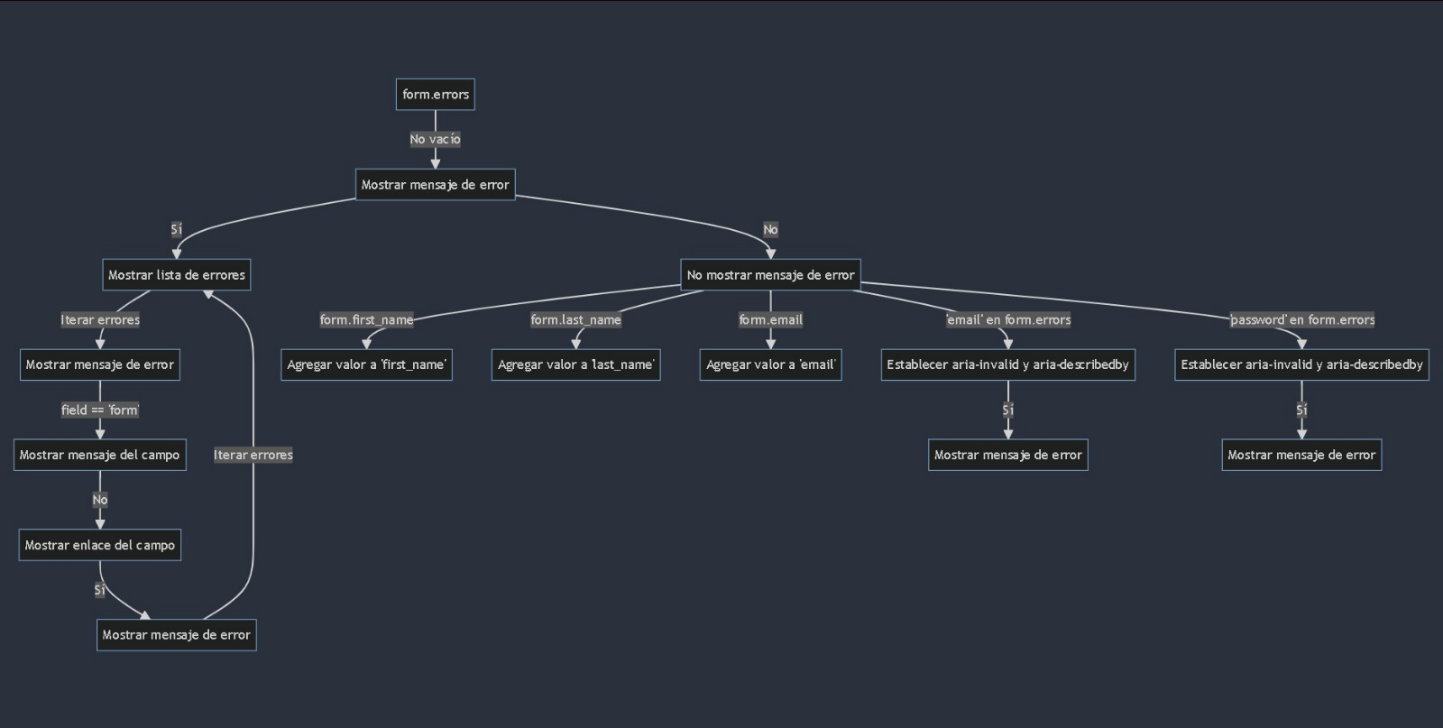 form.errors
No vacío
Mostrar mensaje de error
Sí
No
Mostrar lista de errores
No mostrar mensaje de error
Iterar errores
form.first_name
form.last_name
form.email
'email' en form.errors
'password' en form.errors
Mostrar mensaje de error
Agregar valor a 'first_name'
Agregar valor a 'last_name'
Agregar valor a 'email'
Establecer aria-invalid y aria-describedby
Establecer aria-invalid y aria-describedby
field == 'form'
Sí
Sí
Mostrar mensaje del campo
Iterar errores
Mostrar mensaje de error
Mostrar mensaje de error
No
Mostrar enlace del campo
Sí
Mostrar mensaje de error